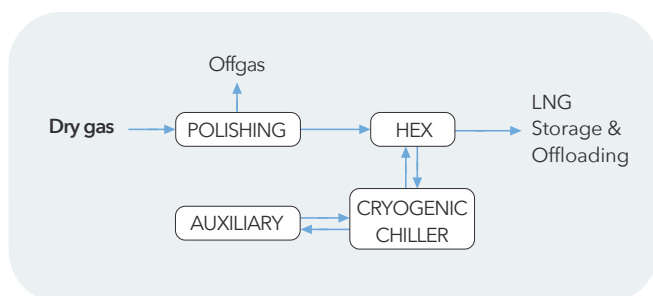 Offgas
Dry gas
POLISHING
HEX
LNG
Storage &
Offloading
AUXILIARY
CRYOGENIC
CHILLER